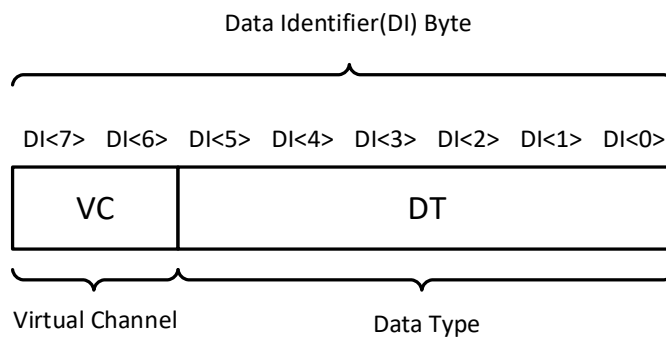 Data Identifier(DI) Byte
DI<7> DI<6> DI<5> DI<4> DI<3> DI<2> DI<1> DI<0>
VC DT
Virtual Channel Data Type